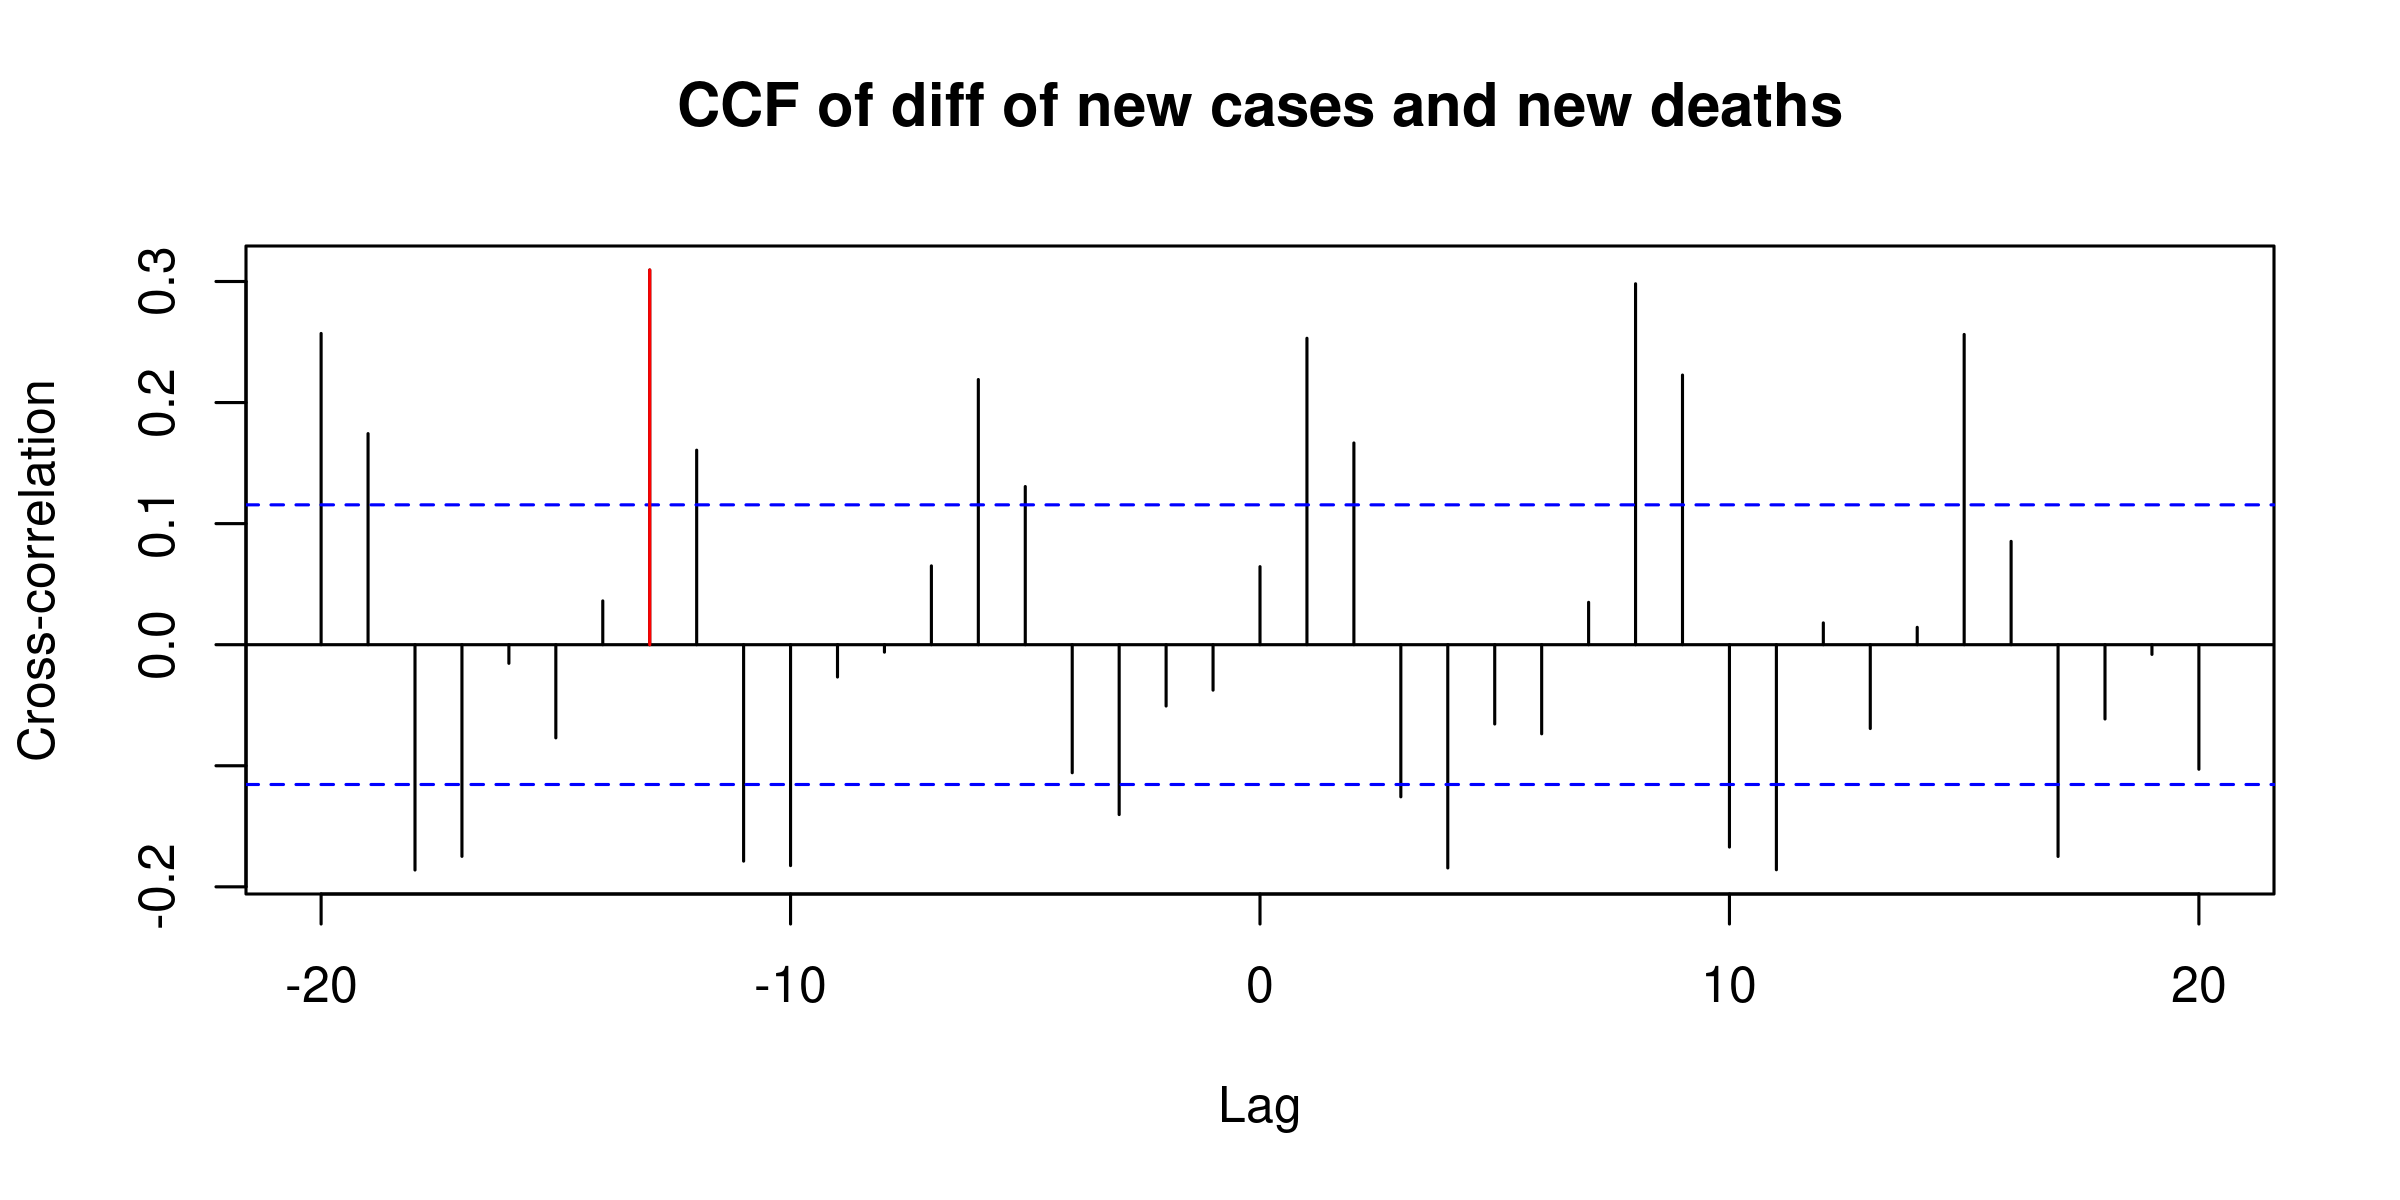 CCF of diff of new cases and new deaths
Cross-correlation
0.3
0.2
0.1
0.0
-0.2
-20 -10 0 10 20
Lag